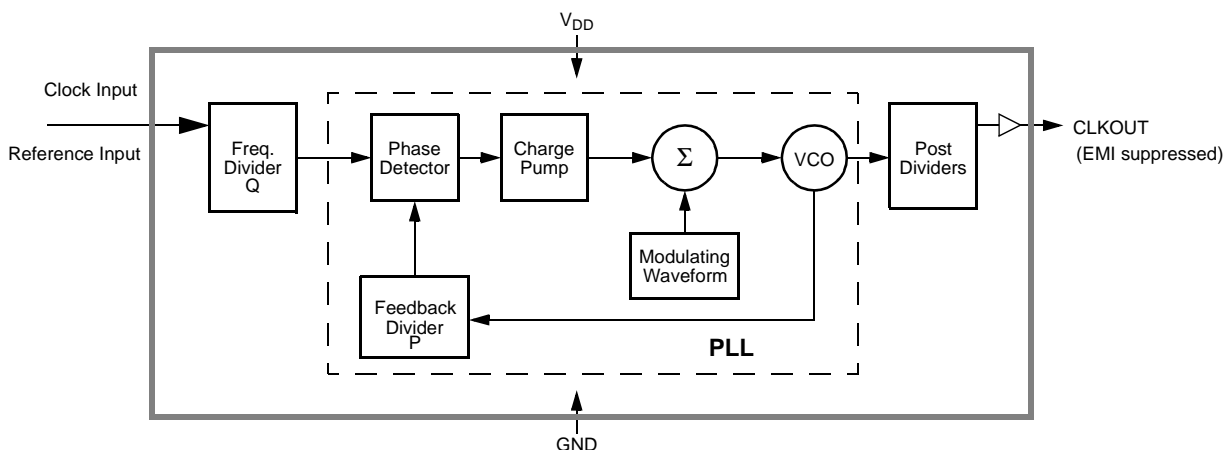 VDD
Clock Input
Reference Input
Freq.
Divider
Q
Phase
Detector
Charge
Pump
Σ
VCO
Post
Dividers
CLKOUT
(EMI suppressed)
Modulating
Waveform
Feedback
Divider
P
PLL
GND